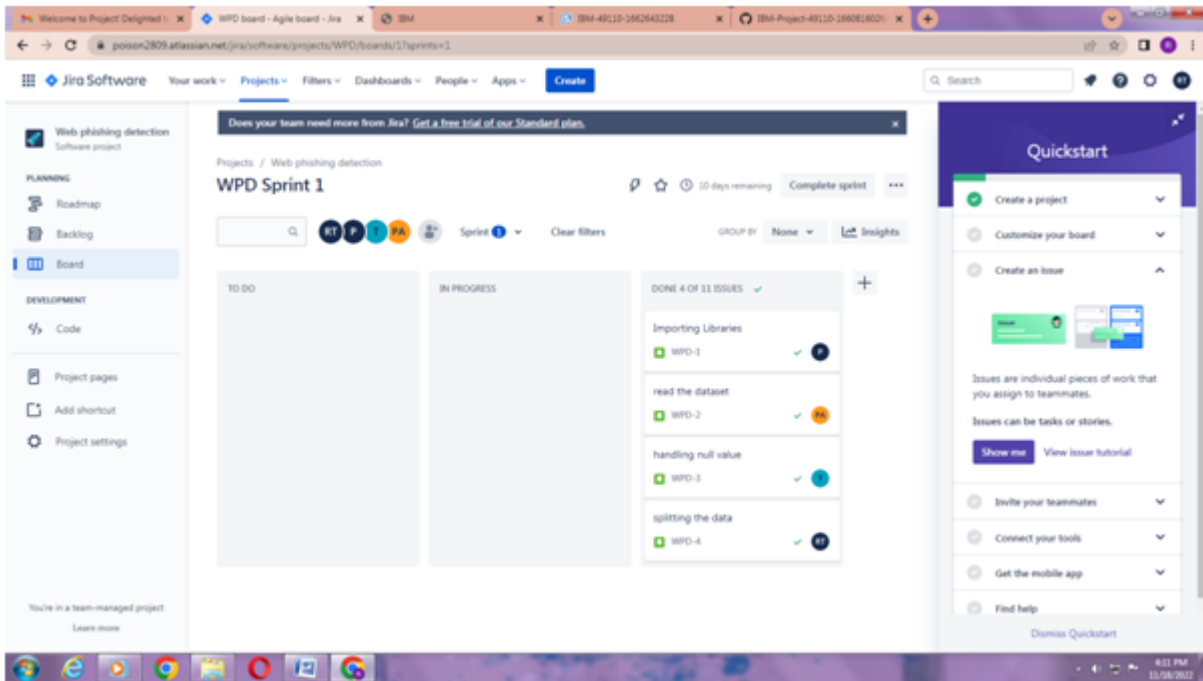 Welcome to Project! Delighted t
WPD board - Agile board - Jira
IBM
IBM-49110-1662640228
IBM-Project-49110-1660816026
poison2809.atlassian.net/jira/software/projects/WPD/boards/1?sprints=1
Jira Software
Your work
Projects
Filters
Dashboards
People
Apps
Create
Search
RT
Web phishing detection
Software project
PLANNING
Roadmap
Backlog
Board
DEVELOPMENT
Code
Project pages
Add shortcut
Project settings
You're in a team-managed project
Learn more
Does your team need more from Jira? Get a free trial of our Standard plan.
Projects / Web phishing detection
WPD Sprint 1
10 days remaining
Complete sprint
RT P T PA
Sprint 1
Clear filters
GROUP BY
None
Insights
TO DO
IN PROGRESS
DONE 4 OF 11 ISSUES
Importing Libraries
WPD-1
P
read the dataset
WPD-2
PA
handling null value
WPD-3
T
splitting the data
WPD-4
RT
Quickstart
Create a project
Customize your board
Create an issue
Issue
Issues are individual pieces of work that
you assign to teammates.
Issues can be tasks or stories.
Show me
View issue tutorial
Invite your teammates
Connect your tools
Get the mobile app
Find help
Dismiss Quickstart
4:11 PM
11/18/2022